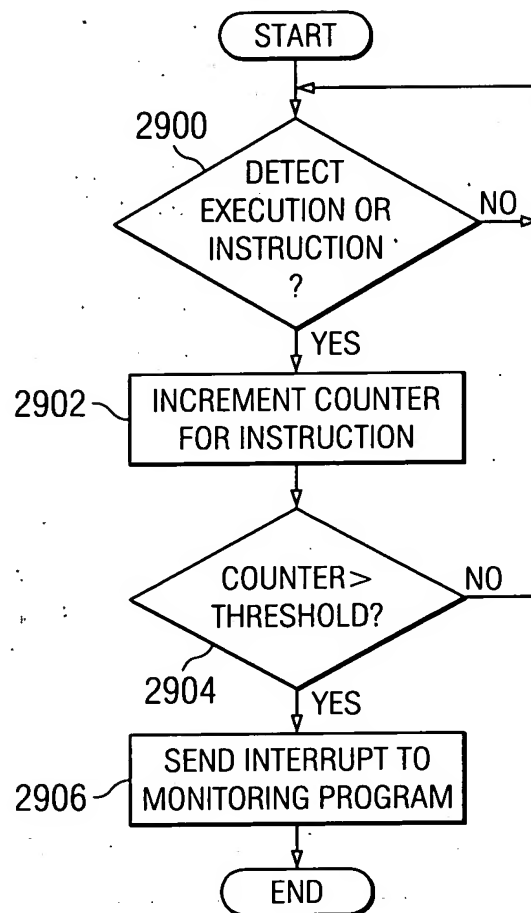 START
2900
DETECT
EXECUTION OR
INSTRUCTION
?
NO
YES
2902
INCREMENT COUNTER
FOR INSTRUCTION
COUNTER>
THRESHOLD?
NO
2904
YES
2906
SEND INTERRUPT TO
MONITORING PROGRAM
END